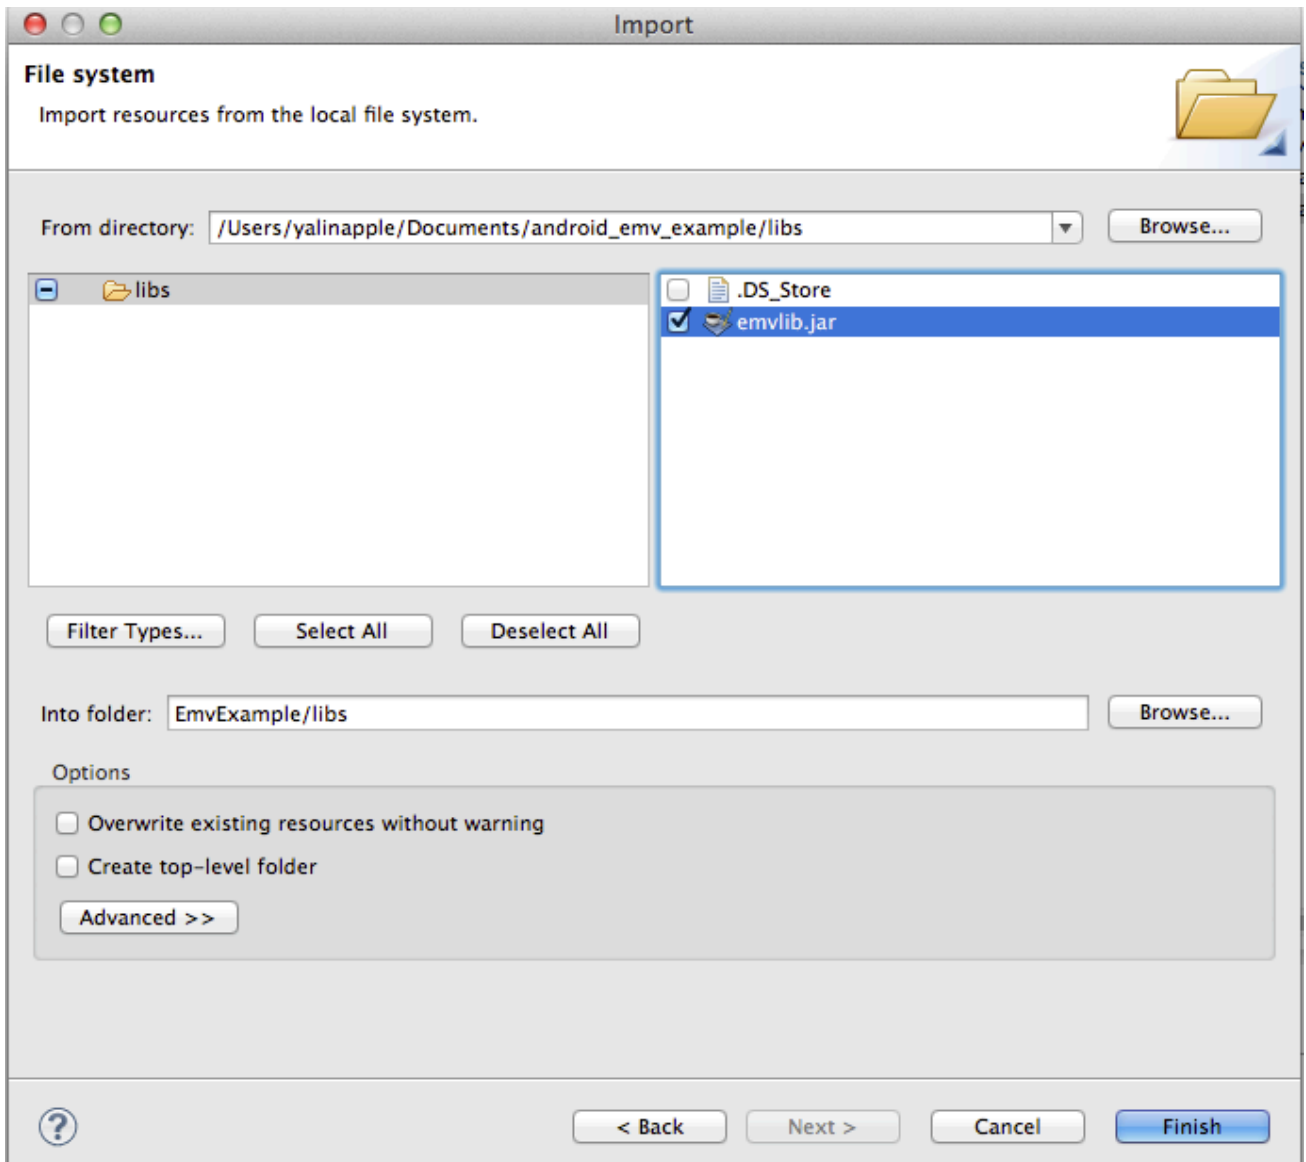 Import
File system
Import resources from the local file system.
From directory: /Users/yalinapple/Documents/android_emv_example/libs Browse...
libs
.DS_Store
emvlib.jar
Filter Types... Select All Deselect All
Into folder: EmvExample/libs Browse...
Options
Overwrite existing resources without warning
Create top-level folder
Advanced >>
? < Back Next > Cancel Finish